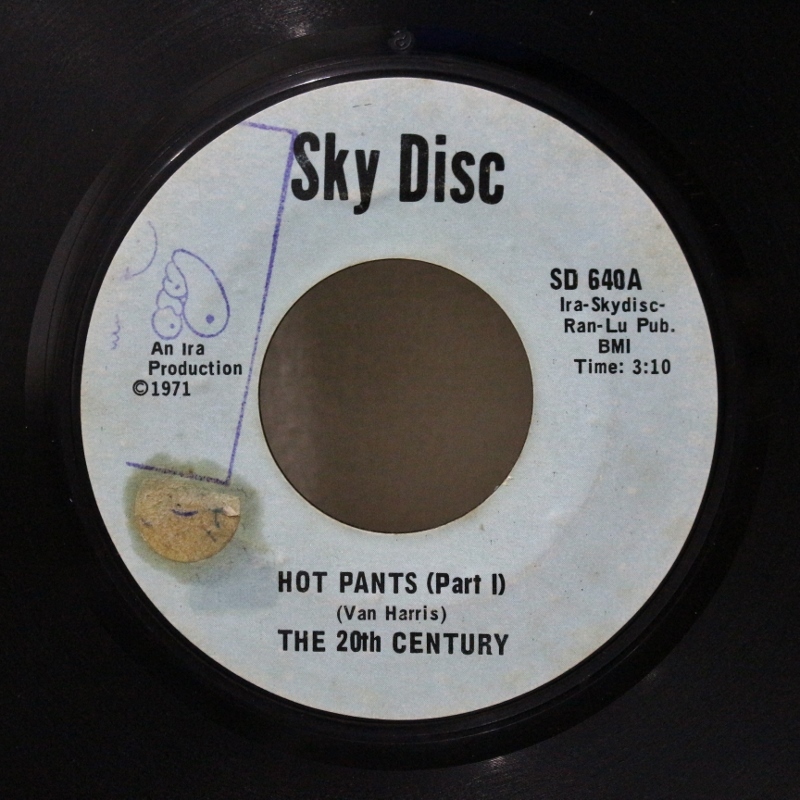 Sky Disc
SD 640A
Ira-Skydisc-
Ran-Lu Pub.
BMI
Time: 3:10
An Ira
Production
©1971
HOT PANTS (Part I)
(Van Harris)
THE 20th CENTURY